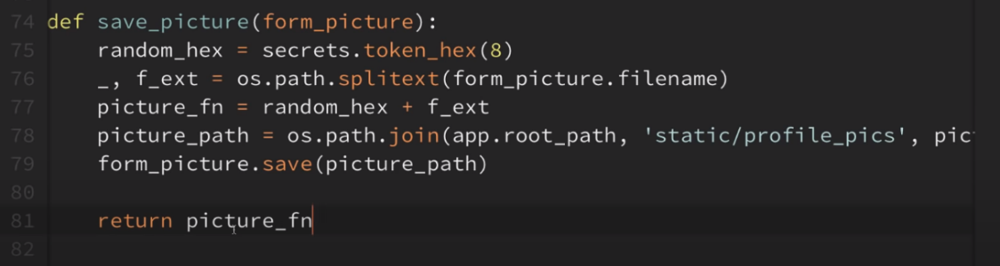 74 def save_picture(form_picture):
75     random_hex = secrets.token_hex(8)
76     _, f_ext = os.path.splitext(form_picture.filename)
77     picture_fn = random_hex + f_ext
78     picture_path = os.path.join(app.root_path, 'static/profile_pics', pic
79     form_picture.save(picture_path)
80
81     return picture_fn
82